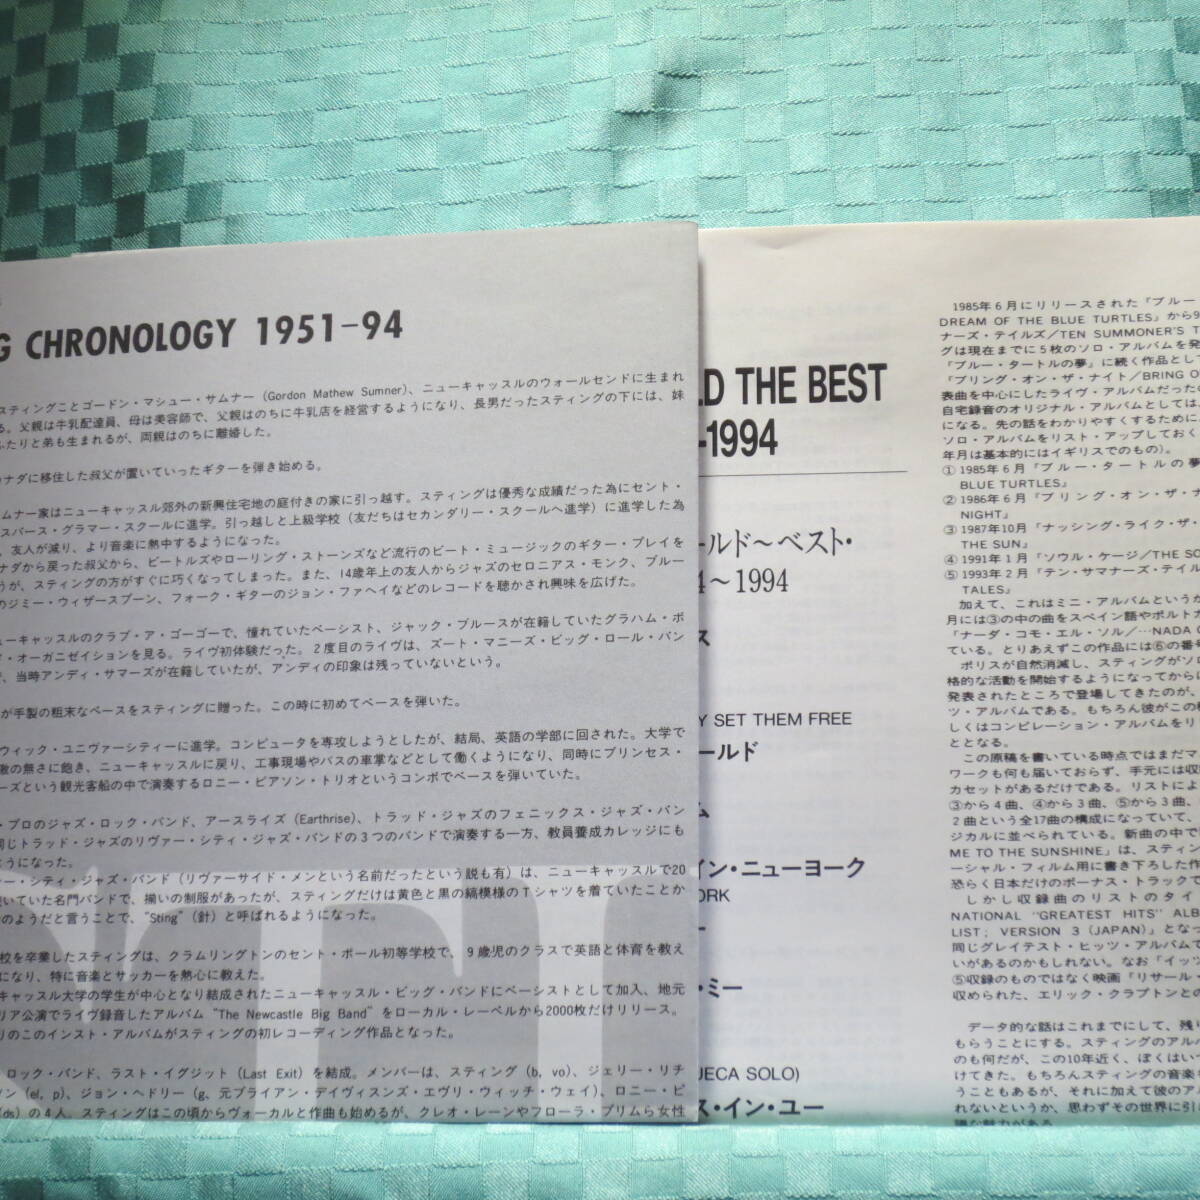 G CHRONOLOGY 1951-94
スティングことゴードン・マシュー・サムナー (Gordon Mathew Sumner)、ニューキャッスルのウォールセンドに生まれ
る。父親は牛乳配達員、母は美容師で、父親はのちに牛乳店を経営するようになり、長男だったスティングの下には、妹
ふたりと弟も生まれるが、両親はのちに離婚した。
ナダに移住した叔父が置いていったギターを弾き始める。
ムナー家はニューキャッスル郊外の新興住宅地の庭付きの家に引っ越す。スティングは優秀な成績だった為にセント・
スバース・グラマー・スクールに進学。引っ越しと上級学校 (友だちはセカンダリー・スクールへ進学) に進学した為
、友人が減り、より音楽に熱中するようになった。
ナダから戻った叔父から、ビートルズやローリング・ストーンズなど流行のビート・ミュージックのギター・プレイを
うが、スティングの方がすぐに巧くなってしまった。また、14歳年上の友人からジャズのセロニアス・モンク、ブルー
のジミー・ウィザースプーン、フォーク・ギターのジョン・ファヘイなどのレコードを聴かされ興味を広げた。
ューキャッスルのクラブ・ア・ゴーゴーで、憧れていたベーシスト、ジャック・ブルースが在籍していたグラハム・ボ
ド・オーガニゼイションを見る。ライヴ初体験だった。2度目のライヴは、ズート・マニーズ・ビッグ・ロール・バン
で、当時アンディ・サマーズが在籍していたが、アンディの印象は残っていないという。
が手製の粗末なベースをスティングに贈った。この時に初めてベースを弾いた。
ウィック・ユニヴァーシティーに進学。コンピュータを専攻しようとしたが、結局、英語の学部に回された。大学で
激の無さに飽き、ニューキャッスルに戻り、工事現場やバスの車掌などとして働くようになり、同時にプリンセス・
ーズという観光客船の中で演奏するロニー・ピアソン・トリオというコンボでベースを弾いていた。
・プロのジャズ・ロック・バンド、アースライズ (Earthrise)、トラッド・ジャズのフェニックス・ジャズ・バン
同じトラッド・ジャズのリヴァー・シティ・ジャズ・バンドの3つのバンドで演奏する一方、教員養成カレッジにも
ようになった。
ァー・シティ・ジャズ・バンド (リヴァーサイド・メンという名前だったという説も有) は、ニューキャッスルで20
続いていた名門バンドで、揃いの制服があったが、スティングだけは黄色と黒の縞模様のTシャツを着ていたことか
のようだと言うことで、"Sting" (針) と呼ばれるようになった。
校を卒業したスティングは、クラムリングトンのセント・ポール初等学校で、9歳児のクラスで英語と体育を教え
になり、特に音楽とサッカーを熱心に教えた。
キャッスル大学の学生が中心となり結成されたニューキャッスル・ビッグ・バンドにベーシストとして加入、地元
リア公演でライヴ録音したアルバム "The Newcastle Big Band" をローカル・レーベルから2000枚だけリリース。
りのこのインスト・アルバムがスティングの初レコーディング作品となった。
ロック・バンド、ラスト・イグジット (Last Exit) を結成。メンバーは、スティング (b, vo)、ジェリー・リチ
ソン (el, p)、ジョン・ヘドリー (g、元ブライアン・デイヴィスンズ・エヴリ・ウィッチ・ウェイ)、ロニー・ピ
(ds) の4人。スティングはこの頃からヴォーカルと作曲も始めるが、クレオ・レーンやフローラ・プリムら女性
LD THE BEST
-1994
ールド〜ベスト・
4〜1994
ス
Y SET THEM FREE
ールド
ム
イン・ニューヨーク
ORK
ー
・ミー
UECA SOLO)
ス・イン・ユー
1985年6月にリリースされた『ブルー・
DREAM OF THE BLUE TURTLES』から9
ナーズ・テイルズ/TEN SUMMONER'S T
グは現在までに5枚のソロ・アルバムを発
『ブルー・タートルの夢』に続く作品として
『ブリング・オン・ザ・ナイト/BRING O
表曲を中心にしたライヴ・アルバムだったの
自宅録音のオリジナル・アルバムとしては
になる。先の話をわかりやすくするために
ソロ・アルバムをリスト・アップしておく
年月は基本的にはイギリスでのもの)。
①1985年6月『ブルー・タートルの夢
BLUE TURTLES』
②1986年6月『ブリング・オン・ザ・ナ
NIGHT』
③1987年10月『ナッシング・ライク・ザ・
THE SUN』
④1991年1月『ソウル・ケージ/THE SO
⑤1993年2月『テン・サマナーズ・テイル
TALES』
加えて、これはミニ・アルバムというか
月には③の中の曲をスペイン語やポルトガ
『ナーダ・コモ・エル・ソル/…NADA C
ている。とりあえずこの作品には⑥の番号
ポリスが自然消滅し、スティングがソロ
格的な活動を開始するようになってからに
発表されたところで登場してきたのが、
ツ・アルバムである。もちろん彼がこの種
しくはコンピレーション・アルバムをリリ
ととなる。
この原稿を書いている時点ではまだマ
ワークも何も届いておらず、手元には収
カセットがあるだけである。リストによ
③から4曲、④から3曲、⑤から3曲、
2曲という全17曲の構成になっていて、
ジカルに並べられている。新曲の中で
ME TO THE SUNSHINE』は、スティン
シャル・フィルム用に書き下ろした作
恐らく日本だけのボーナス・トラックで
しかし収録曲のリストのタイ
NATIONAL "GREATEST HITS" ALB
LIST; VERSION 3 (JAPAN)』となっ
同じグレイテスト・ヒッツ・アルバムで
いがあるのかもしれない。なお『イッツ
⑤収録のものではなく映画『リサール・
収められた、エリック・クラプトンとの
データ的な話はこれまでにして、残り
もらうことにする。スティングのアルバ
のも何だが、この10年近く、ぼくはいつ
けてきた。もちろんスティングの音楽
うこともあるが、それに加えて彼のア
れないというか、思わずその世界に引
議な魅力がある。
STI